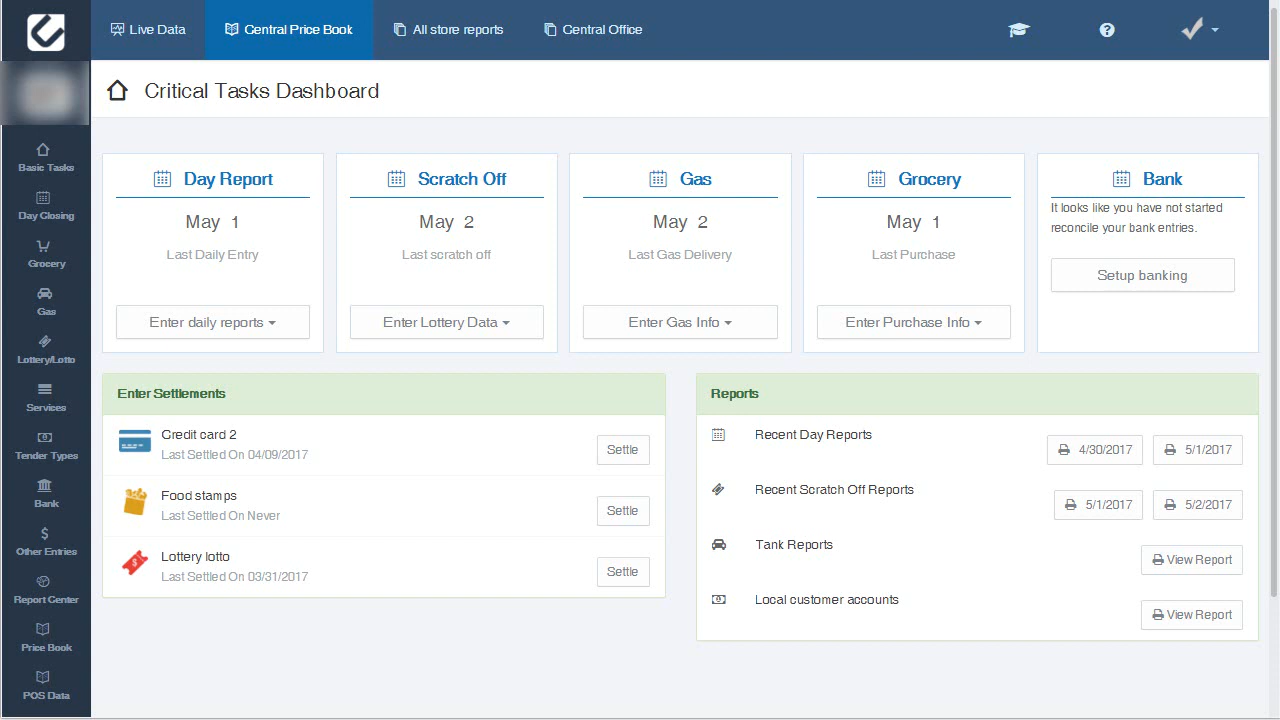 Live Data
Central Price Book
All store reports
Central Office
Critical Tasks Dashboard
Basic Tasks
Day Closing
Grocery
Gas
Lottery/Lotto
Services
Tender Types
Bank
Other Entries
Report Center
Price Book
POS Data
Day Report
May 1
Last Daily Entry
Enter daily reports
Scratch Off
May 2
Last scratch off
Enter Lottery Data
Gas
May 2
Last Gas Delivery
Enter Gas Info
Grocery
May 1
Last Purchase
Enter Purchase Info
Bank
It looks like you have not started
reconcile your bank entries.
Setup banking
Enter Settlements
Credit card 2
Last Settled On 04/09/2017
Settle
Food stamps
Last Settled On Never
Settle
Lottery lotto
Last Settled On 03/31/2017
Settle
Reports
Recent Day Reports
4/30/2017
5/1/2017
Recent Scratch Off Reports
5/1/2017
5/2/2017
Tank Reports
View Report
Local customer accounts
View Report